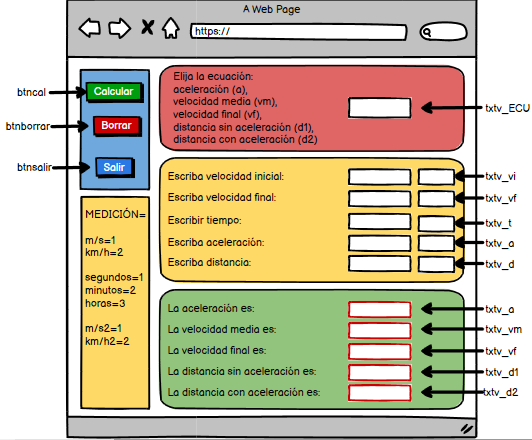 A Web Page
https://
btncal
Calcular
btnborrar
Borrar
btnsalir
Salir
MEDICIÓN=
m/s=1
km/h=2
segundos=1
minutos=2
horas=3
m/s2=1
km/h2=2
Elija la ecuación:
aceleración (a),
velocidad media (vm),
velocidad final (vf),
distancia sin aceleración (d1),
distancia con aceleración (d2)
txtv_ECU
Escriba velocidad inicial:
txtv_vi
Escriba velocidad final:
txtv_vf
Escribir tiempo:
txtv_t
Escriba aceleración:
txtv_a
Escriba distancia:
txtv_d
La aceleración es:
txtv_a
La velocidad media es:
txtv_vm
La velocidad final es:
txtv_vf
La distancia sin aceleración es:
txtv_d1
La distancia con aceleración es:
txtv_d2